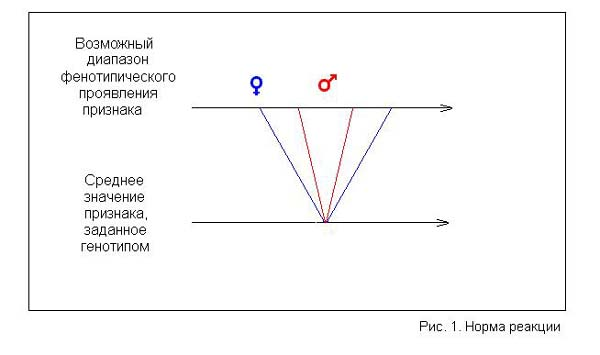 Возможный
диапазон
фенотипического
проявления
признака
♀
♂
Среднее
значение
признака,
заданное
генотипом
Рис. 1. Норма реакции